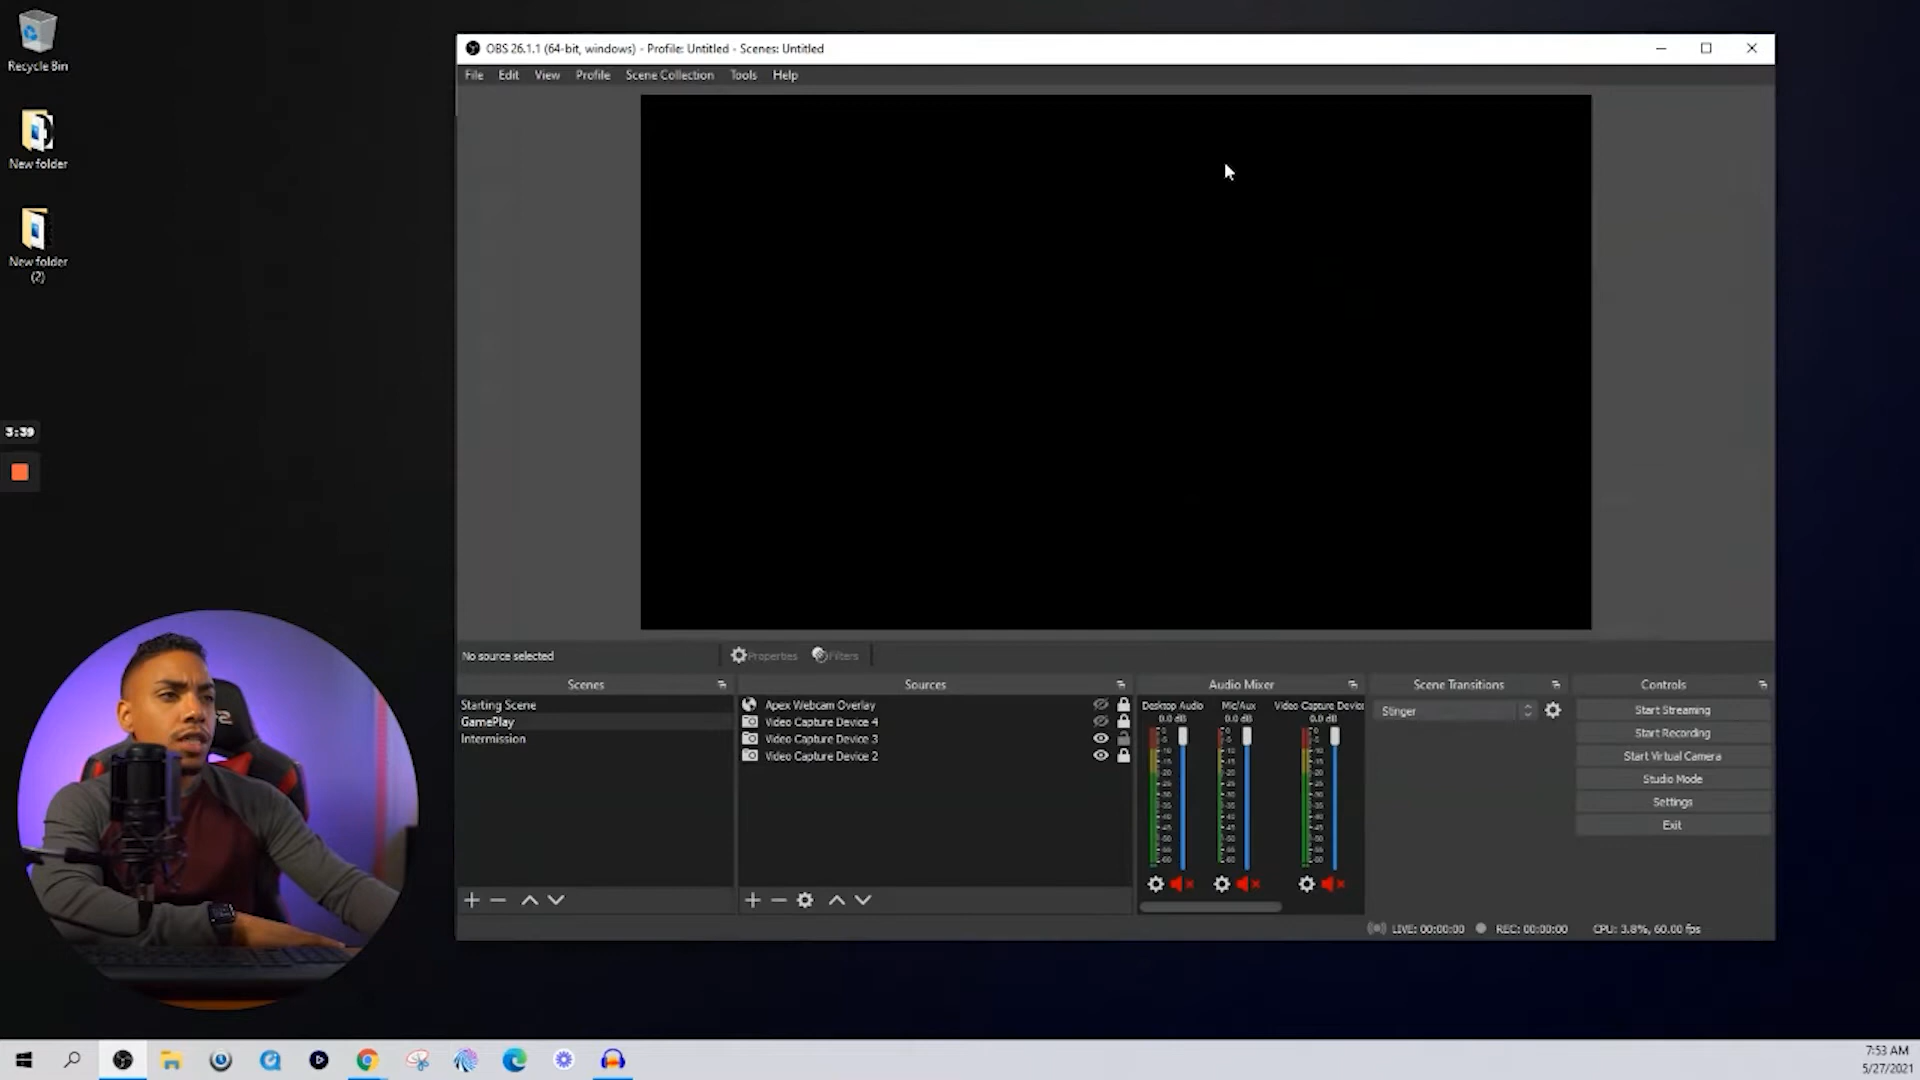 Recycle Bin
New folder
New folder
(2)
3:39
OBS 26.1.1 (64-bit, windows) - Profile: Untitled - Scenes: Untitled
File Edit View Profile Scene Collection Tools Help
No source selected
Properties Filters
Scenes
Starting Scene
GamePlay
Intermission
Sources
Apex Webcam Overlay
Video Capture Device 4
Video Capture Device 3
Video Capture Device 2
Audio Mixer
Desktop Audio Mic/Aux Video Capture Device
0.0 dB 0.0 dB 0.0 dB
Scene Transitions
Stinger
Controls
Start Streaming
Start Recording
Start Virtual Camera
Studio Mode
Settings
Exit
LIVE: 00:00:00 REC: 00:00:00 CPU: 3.8%, 60.00 fps
7:53 AM
5/27/2021